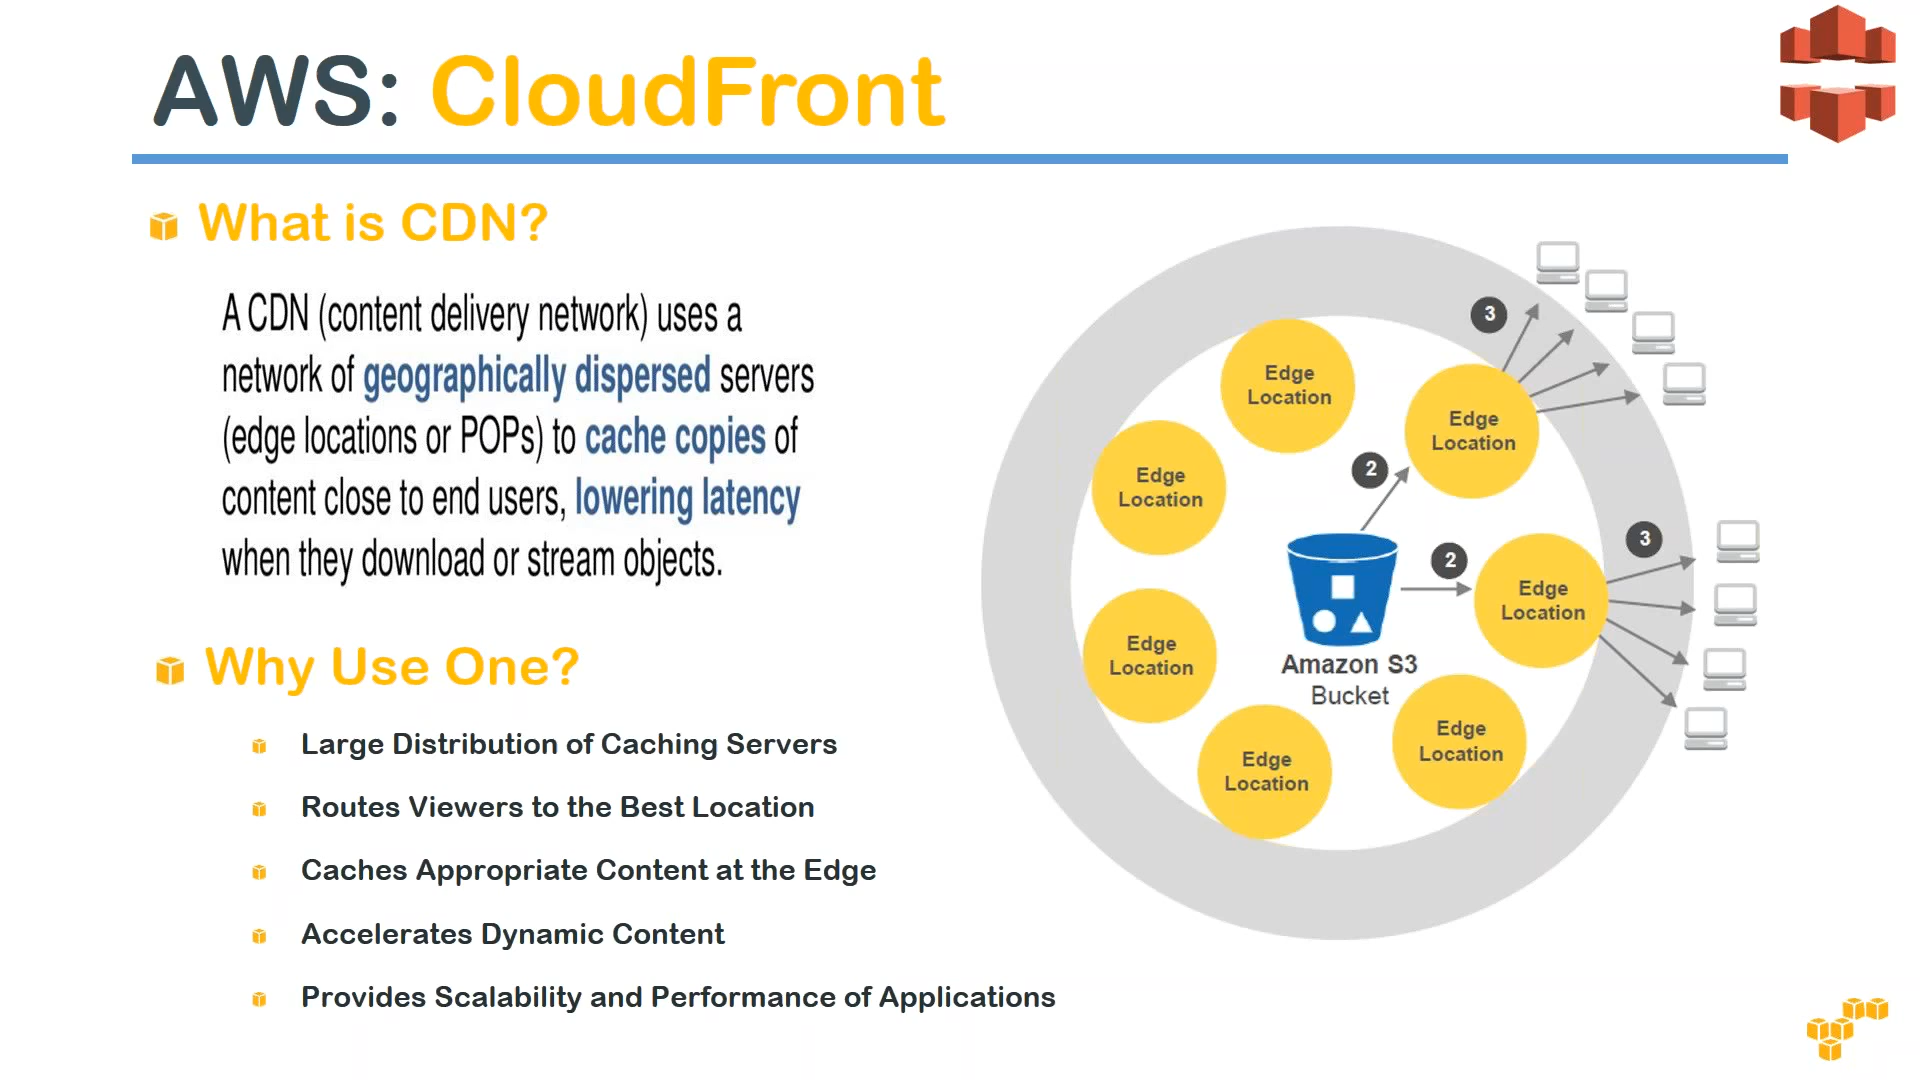 AWS: CloudFront
What is CDN?
A CDN (content delivery network) uses a
network of geographically dispersed servers
(edge locations or POPs) to cache copies of
content close to end users, lowering latency
when they download or stream objects.
Why Use One?
Large Distribution of Caching Servers
Routes Viewers to the Best Location
Caches Appropriate Content at the Edge
Accelerates Dynamic Content
Provides Scalability and Performance of Applications
3
Edge
Location
Edge
Location
2
Edge
Location
3
2
Edge
Location
Edge
Location
Amazon S3
Bucket
Edge
Location
Edge
Location
Edge
Location